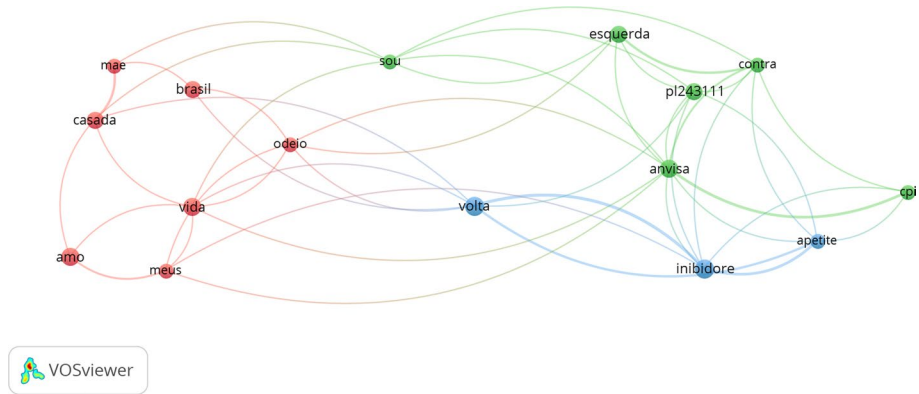 esquerda
sou
contra
mae
brasil
pl243111
casada
odeio
anvisa
cpi
vida
volta
apetite
amo
meus
inibidore
VOSviewer